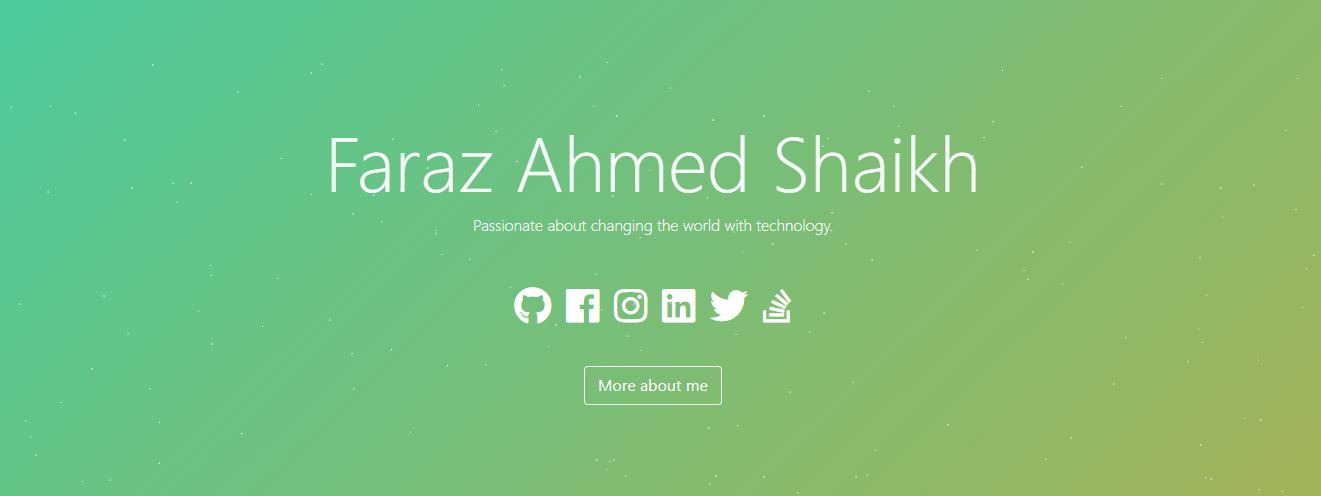 Faraz Ahmed Shaikh
Passionate about changing the world with technology.
More about me